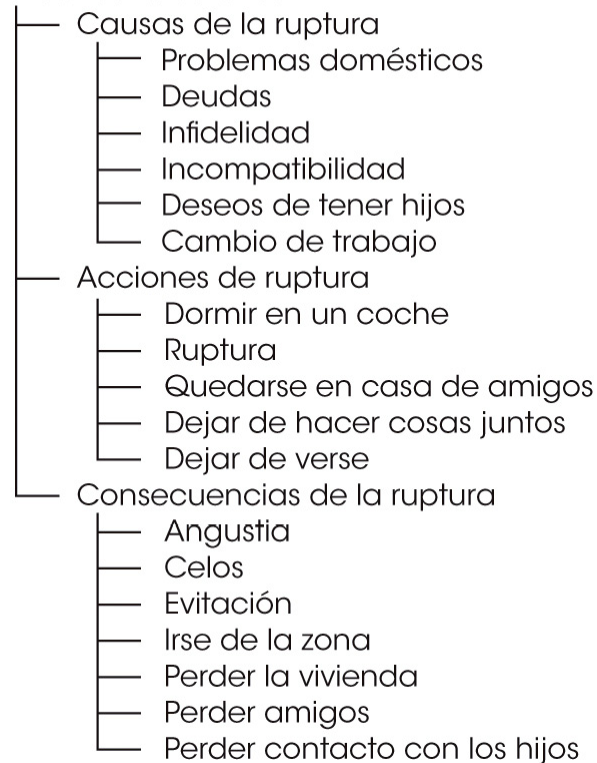 Causas de la ruptura
Problemas domésticos
Deudas
Infidelidad
Incompatibilidad
Deseos de tener hijos
Cambio de trabajo
Acciones de ruptura
Dormir en un coche
Ruptura
Quedarse en casa de amigos
Dejar de hacer cosas juntos
Dejar de verse
Consecuencias de la ruptura
Angustia
Celos
Evitación
Irse de la zona
Perder la vivienda
Perder amigos
Perder contacto con los hijos